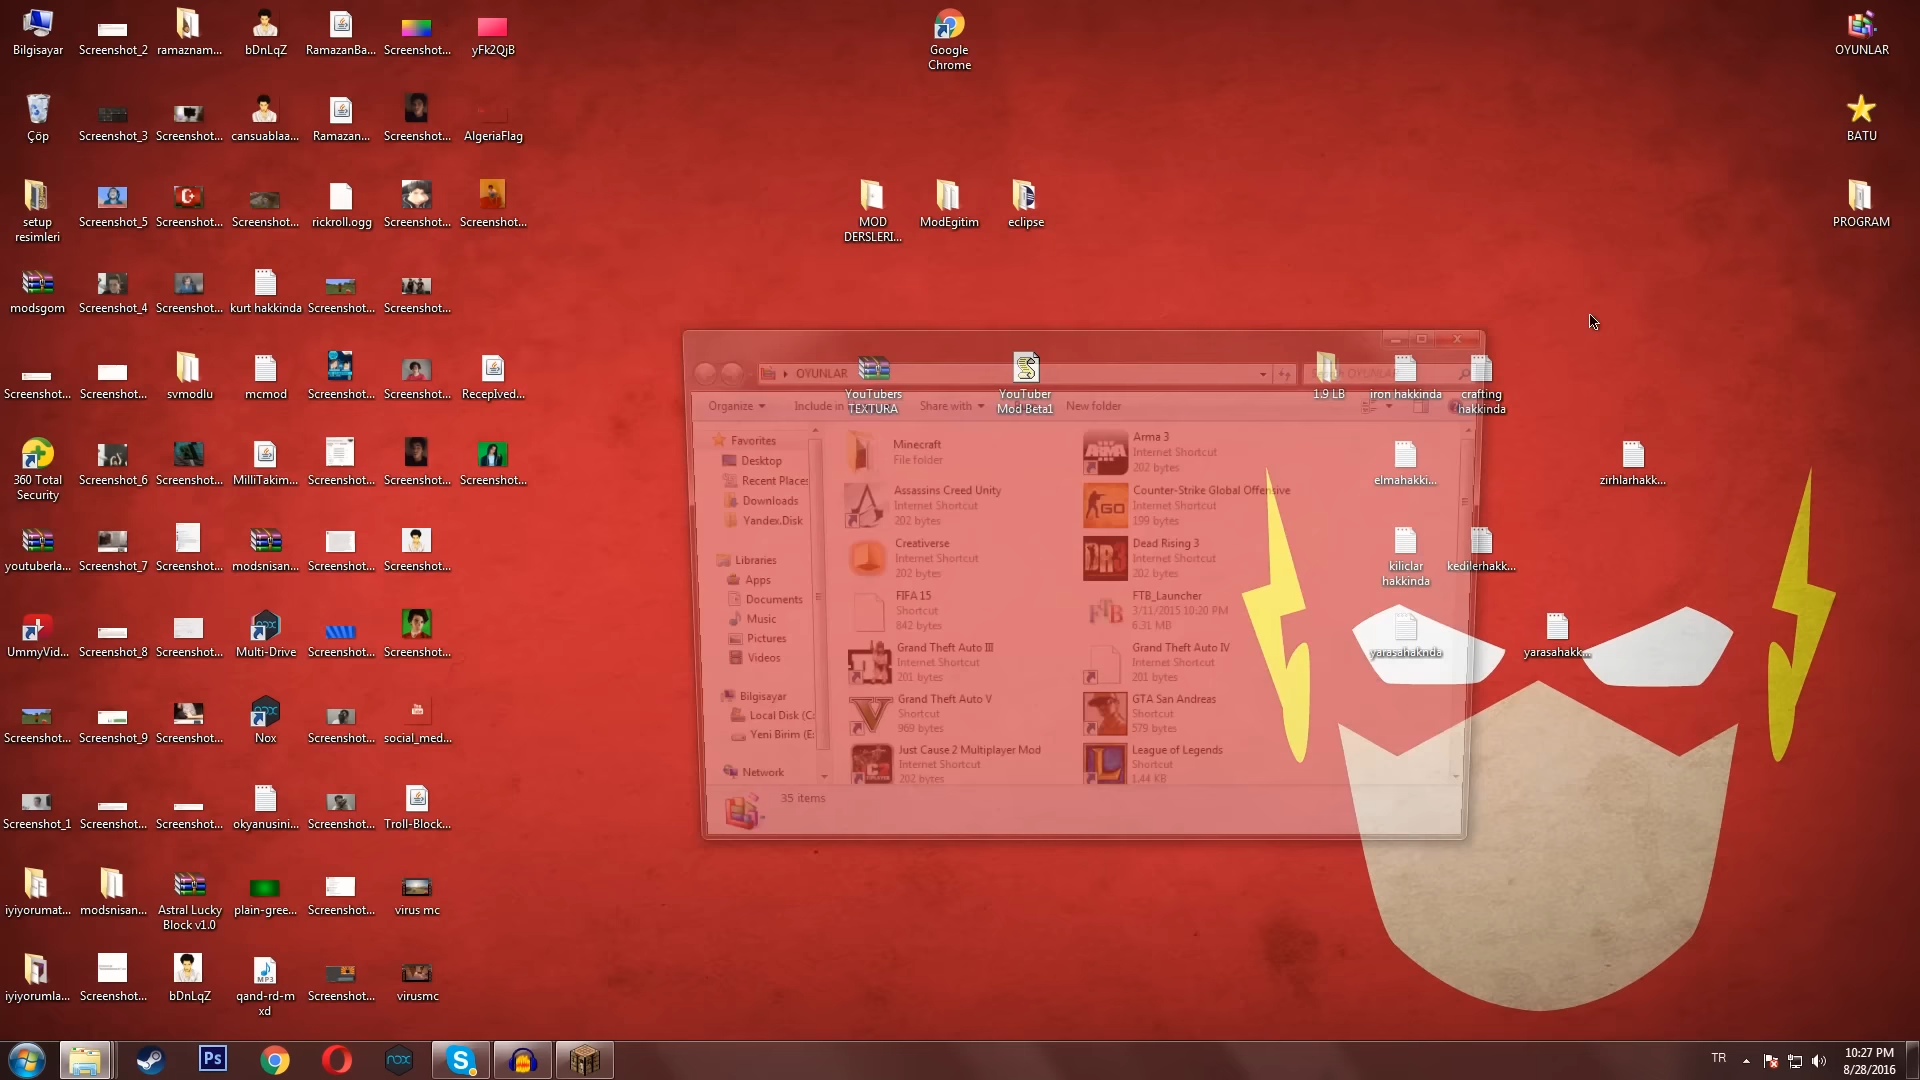 Bilgisayar
Screenshot_2
ramaznam...
bDnLqZ
RamazanBa...
Screenshot...
yFk2QjB
Google
Chrome
OYUNLAR
Çöp
Screenshot_3
Screenshot...
cansuablaa...
Ramazan...
Screenshot...
AlgeriaFlag
BATU
setup
resimleri
Screenshot_5
Screenshot...
Screenshot...
rickroll.ogg
Screenshot...
Screenshot...
MOD
DERSLERI...
ModEgitim
eclipse
PROGRAM
modsgom
Screenshot_4
Screenshot...
kurt hakkinda
Screenshot...
Screenshot...
Screenshot...
Screenshot...
svmodlu
mcmod
Screenshot...
Screenshot...
RecepIved...
YouTubers
TEXTURA
YouTuber
Mod Beta1
1.9 LB
iron hakkinda
crafting
hakkinda
360 Total
Security
Screenshot_6
Screenshot...
MilliTakim...
Screenshot...
Screenshot...
Screenshot...
elmahakki...
zirhlarhakk...
youtuberla...
Screenshot_7
Screenshot...
modsnisan...
Screenshot...
Screenshot...
kiliclar
hakkinda
kedilerhakk...
UmmyVid...
Screenshot_8
Screenshot...
Multi-Drive
Screenshot...
Screenshot...
yarasahaknda
yarasahakk...
Screenshot...
Screenshot_9
Screenshot...
Nox
Screenshot...
social_med...
Screenshot_1
Screenshot...
Screenshot...
okyanusini...
Screenshot...
Troll-Block...
iyiyorumat...
modsnisan...
Astral Lucky
Block v1.0
plain-gree...
Screenshot...
virus mc
iyiyorumla...
Screenshot...
bDnLqZ
qand-rd-m
xd
Screenshot...
virusmc
OYUNLAR
Organize
Include in
Share with
New folder
Favorites
Desktop
Recent Places
Downloads
Yandex.Disk
Libraries
Apps
Documents
Music
Pictures
Videos
Bilgisayar
Local Disk (C:
Yeni Birim (E:
Network
Minecraft
File folder
Arma 3
Internet Shortcut
202 bytes
Assassins Creed Unity
Internet Shortcut
202 bytes
Counter-Strike Global Offensive
Internet Shortcut
199 bytes
Creativerse
Internet Shortcut
202 bytes
Dead Rising 3
Internet Shortcut
202 bytes
FIFA 15
Shortcut
842 bytes
FTB_Launcher
3/11/2015 10:20 PM
6.31 MB
Grand Theft Auto III
Internet Shortcut
201 bytes
Grand Theft Auto IV
Internet Shortcut
201 bytes
Grand Theft Auto V
Shortcut
969 bytes
GTA San Andreas
Shortcut
579 bytes
Just Cause 2 Multiplayer Mod
Internet Shortcut
202 bytes
League of Legends
Shortcut
1.44 KB
35 items
TR
10:27 PM
8/28/2016